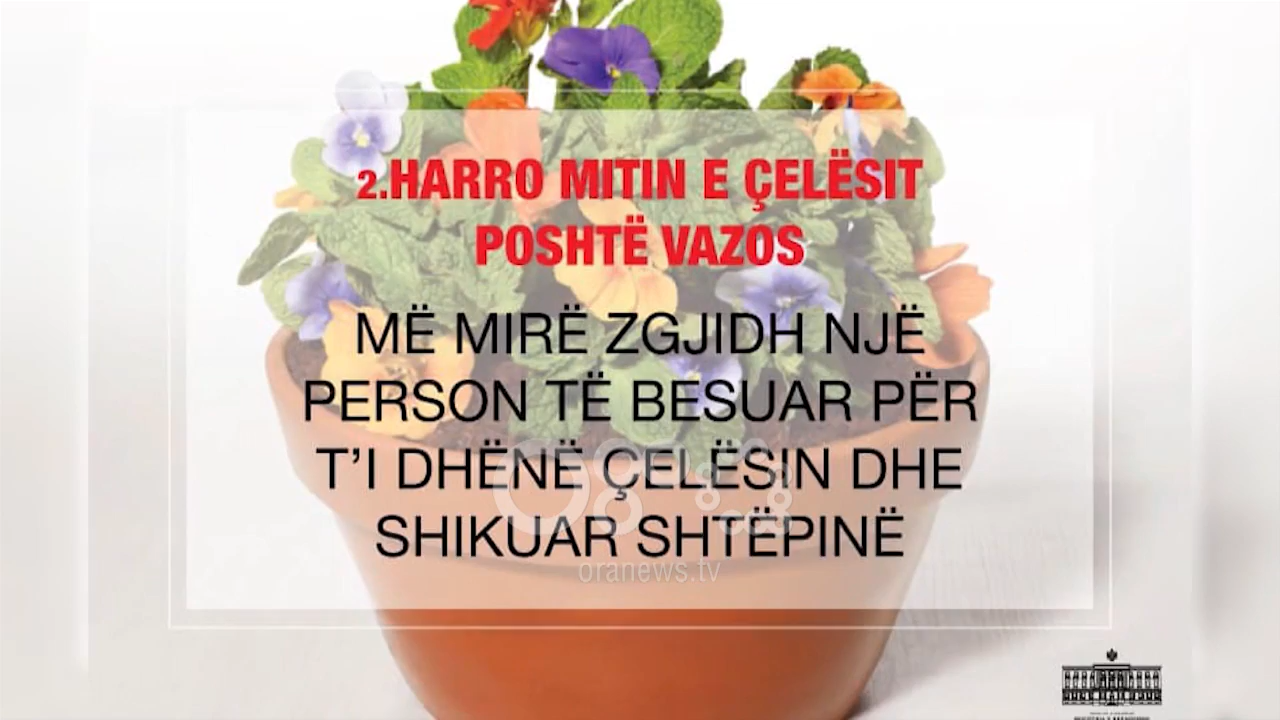 2.HARRO MITIN E ÇELËSIT
POSHTË VAZOS
MË MIRË ZGJIDH NJË
PERSON TË BESUAR PËR
T’I DHËNË ÇELËSIN DHE
SHIKUAR SHTËPINË
oranews.tv